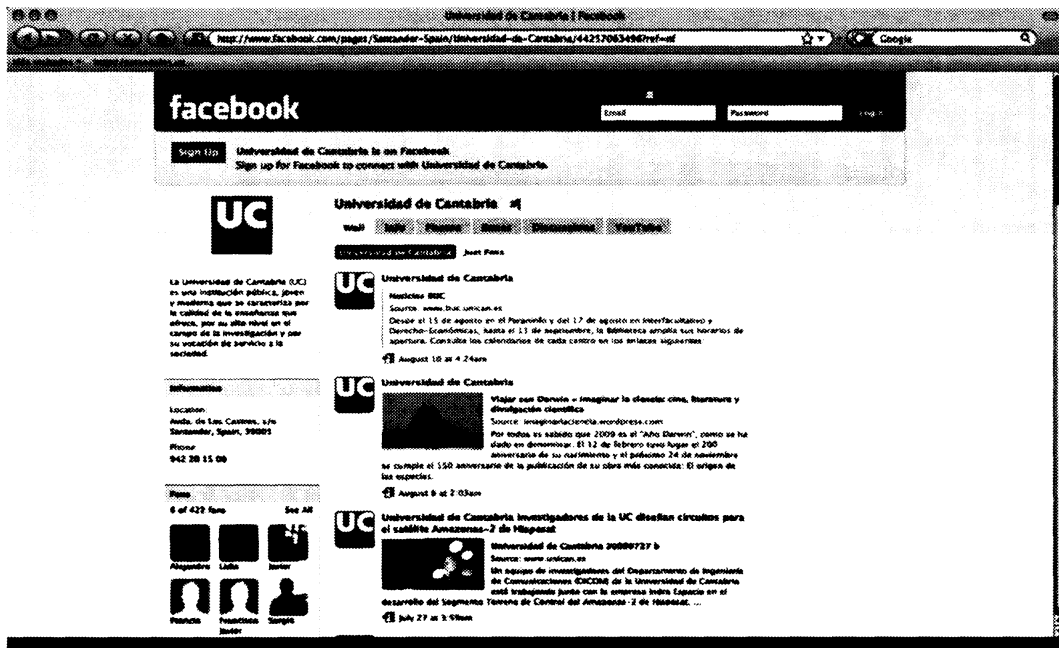 Universidad de Cantabria | Facebook
http://www.facebook.com/pages/Santander-Spain/Universidad-de-Cantabria/44257063496?ref=nf
Google
facebook
Email
Password
Login
Sign Up
Universidad de Cantabria is on Facebook
Sign up for Facebook to connect with Universidad de Cantabria.
UC
Universidad de Cantabria
Wall Info Photos Boxes Discussions YouTube
Universidad de Cantabria Just Fans
La Universidad de Cantabria (UC)
es una institución pública, joven
y moderna que se caracteriza por
la calidad de la enseñanza que
ofrece, por su alto nivel en el
campo de la investigación y por
su vocación de servicio a la
sociedad.
Information
Location:
Avda. de Los Castros, s/n
Santander, Spain, 39005
Phone:
942 20 15 00
Fans
6 of 422 fans See All
Alejandro Lidia Javier
Patricia Francisco Sergio
Javier
UC
Universidad de Cantabria
Noticias BUC
Source: www.buc.unican.es
Desde el 15 de agosto en el Paraninfo y del 17 de agosto en Interfacultativo y
Derecho-Económicas, hasta el 13 de septiembre, la Biblioteca amplía sus horarios de
apertura. Consulte los calendarios de cada centro en los enlaces siguientes:
August 10 at 4:24am
UC
Universidad de Cantabria
Viajar con Darwin « Imaginar la ciencia: cine, literatura y
divulgación científica
Source: imaginarlaciencia.wordpress.com
Por todos es sabido que 2009 es el "Año Darwin", como se ha
dado en denominar. El 12 de febrero tuvo lugar el 200
aniversario de su nacimiento y el próximo 24 de noviembre
se cumple el 150 aniversario de la publicación de su obra más conocida: El origen de
las especies.
August 6 at 2:03am
UC
Universidad de Cantabria Investigadores de la UC diseñan circuitos para
el satélite Amazonas-2 de Hispasat
Universidad de Cantabria 20090727 b
Source: www.unican.es
Un equipo de investigadores del Departamento de Ingeniería
de Comunicaciones (DICOM) de la Universidad de Cantabria
está trabajando junto con la empresa Indra Espacio en el
desarrollo del Segmento Terreno de Control del Amazonas-2 de Hispasat, ...
July 27 at 3:59am